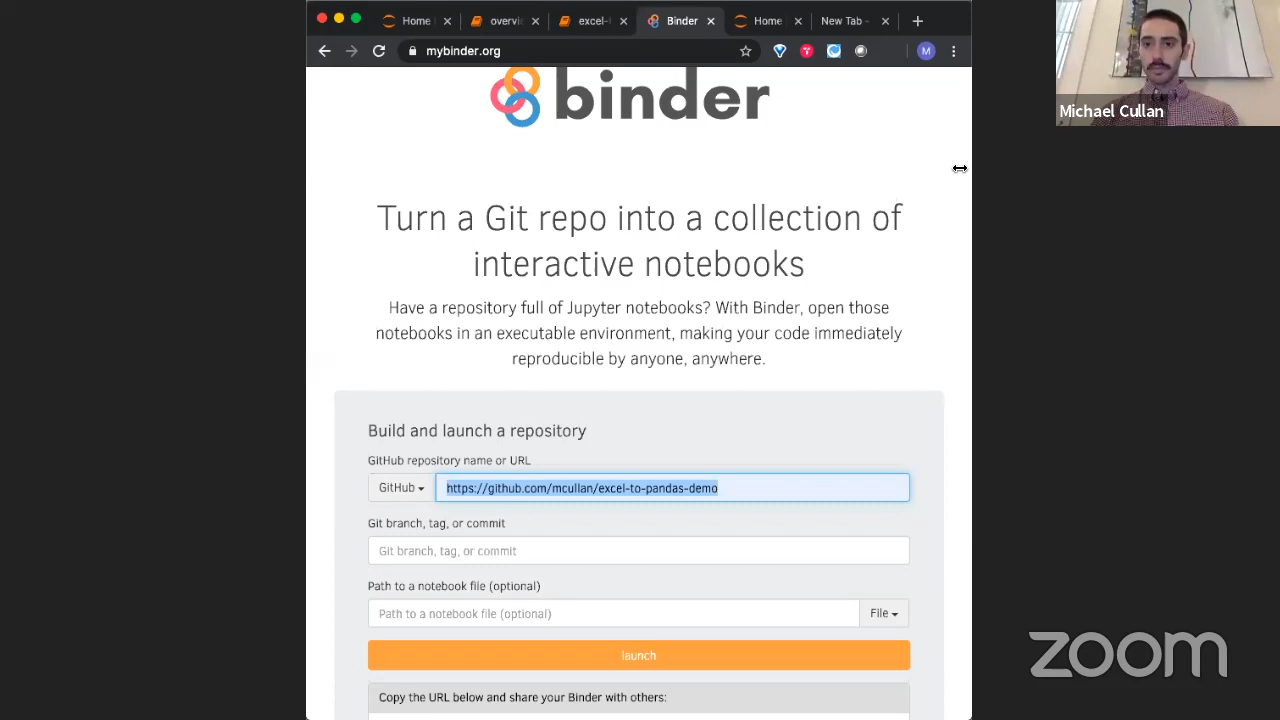 Home
overvi
excel-
Binder
Home
New Tab
mybinder.org
M
binder
Turn a Git repo into a collection of
interactive notebooks
Have a repository full of Jupyter notebooks? With Binder, open those
notebooks in an executable environment, making your code immediately
reproducible by anyone, anywhere.
Build and launch a repository
GitHub repository name or URL
GitHub
https://github.com/mcullan/excel-to-pandas-demo
Git branch, tag, or commit
Git branch, tag, or commit
Path to a notebook file (optional)
Path to a notebook file (optional)
File
launch
Copy the URL below and share your Binder with others:
Michael Cullan
zoom